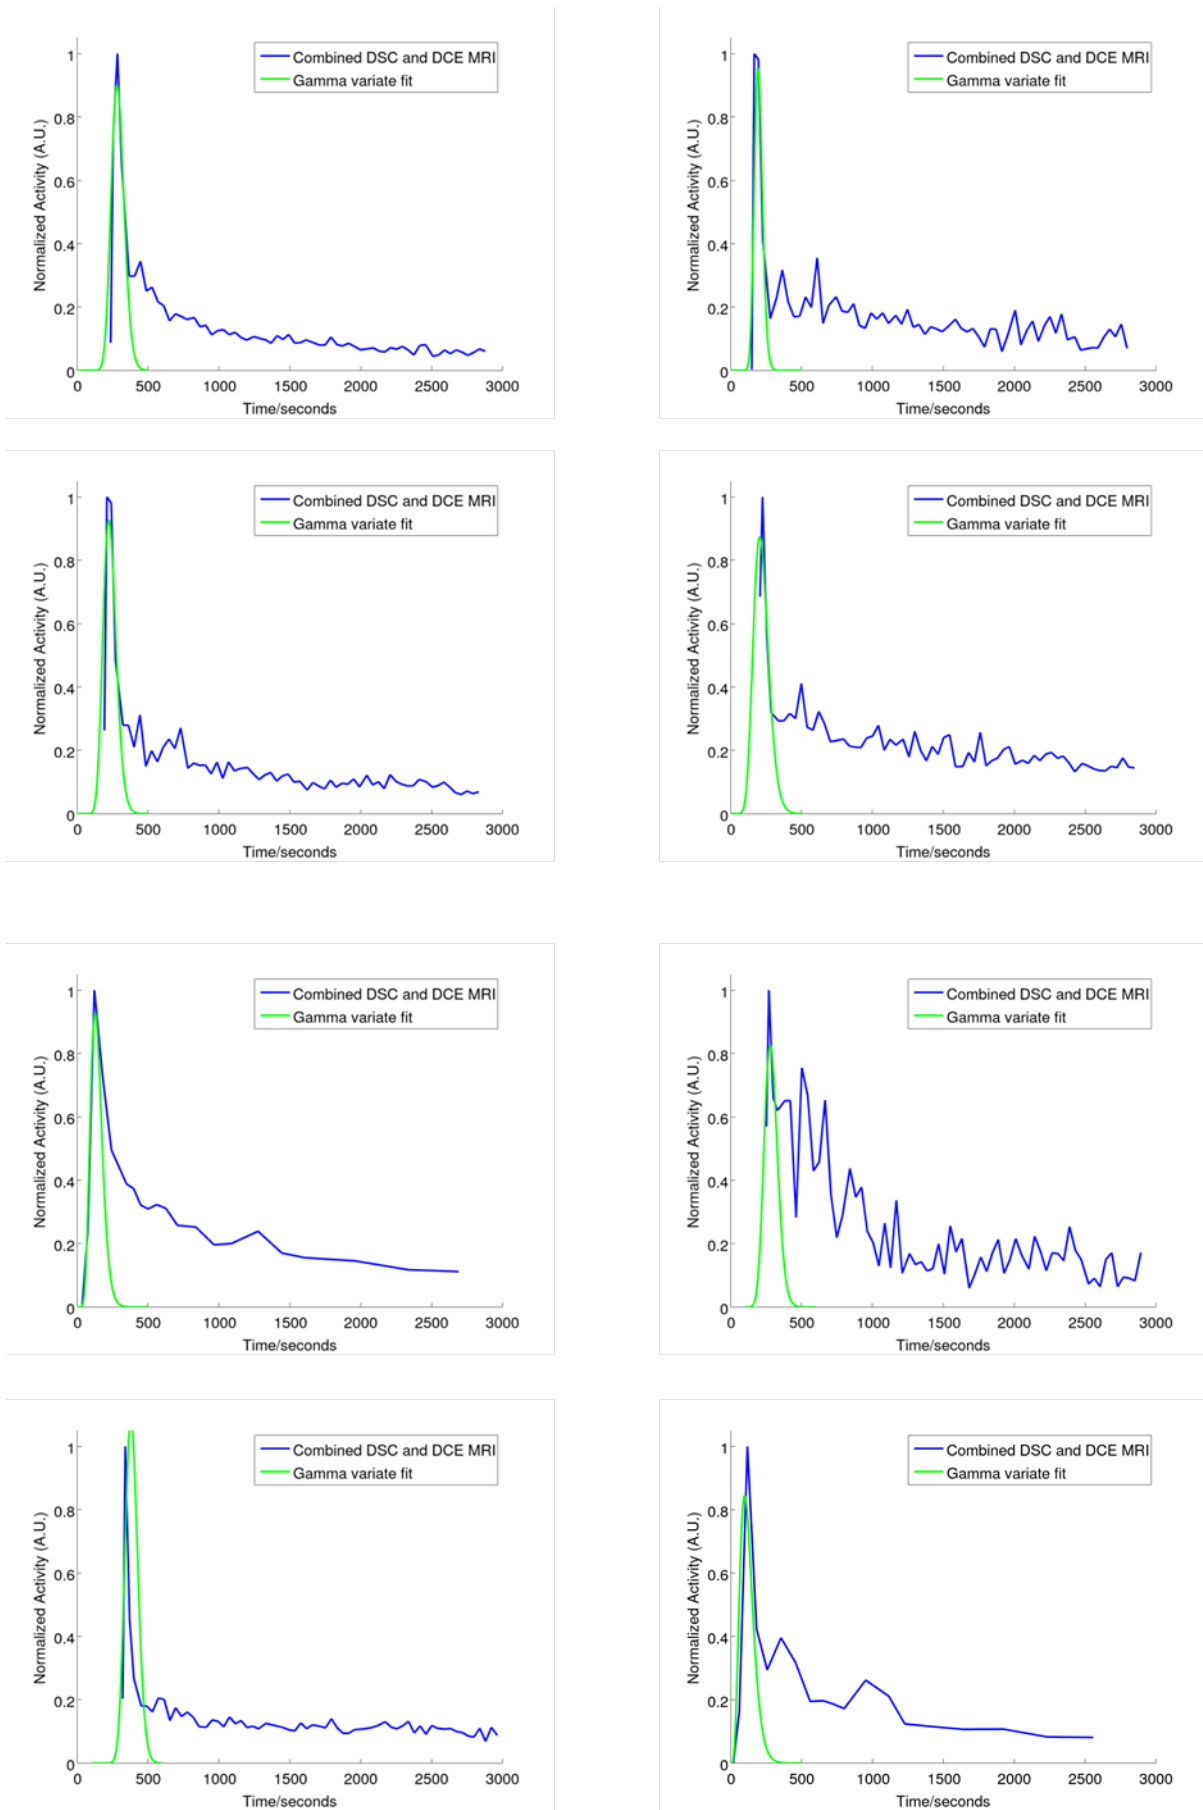 Combined DSC and DCE MRI
Gamma variate fit
Normalized Activity (A.U.)
1
0.8
0.6
0.4
0.2
0
0 500 1000 1500 2000 2500 3000
Time/seconds
Combined DSC and DCE MRI
Gamma variate fit
Normalized Activity (A.U.)
1
0.8
0.6
0.4
0.2
0
0 500 1000 1500 2000 2500 3000
Time/seconds
Combined DSC and DCE MRI
Gamma variate fit
Normalized Activity (A.U.)
1
0.8
0.6
0.4
0.2
0
0 500 1000 1500 2000 2500 3000
Time/seconds
Combined DSC and DCE MRI
Gamma variate fit
Normalized Activity (A.U.)
1
0.8
0.6
0.4
0.2
0
0 500 1000 1500 2000 2500 3000
Time/seconds
Combined DSC and DCE MRI
Gamma variate fit
Normalized Activity (A.U.)
1
0.8
0.6
0.4
0.2
0
0 500 1000 1500 2000 2500 3000
Time/seconds
Combined DSC and DCE MRI
Gamma variate fit
Normalized Activity (A.U.)
1
0.8
0.6
0.4
0.2
0
0 500 1000 1500 2000 2500 3000
Time/seconds
Combined DSC and DCE MRI
Gamma variate fit
Normalized Activity (A.U.)
1
0.8
0.6
0.4
0.2
0
0 500 1000 1500 2000 2500 3000
Time/seconds
Combined DSC and DCE MRI
Gamma variate fit
Normalized Activity (A.U.)
1
0.8
0.6
0.4
0.2
0
0 500 1000 1500 2000 2500 3000
Time/seconds